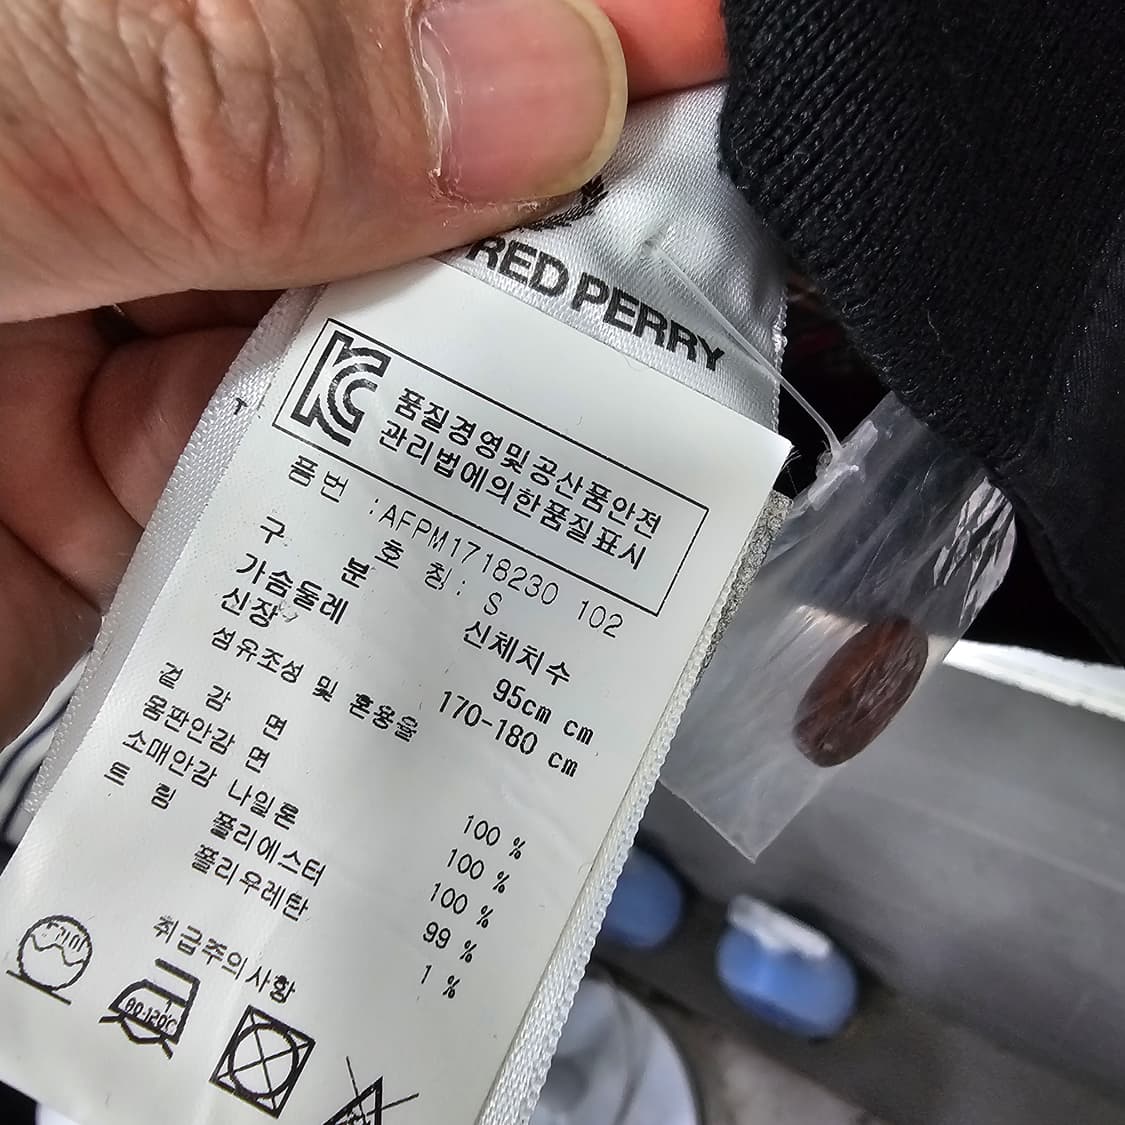 RED PERRY
품질경영및공산품안전
관리법에의한품질표시
품번 :AFPM1718230 102
호 칭: S
구 분 신체치수
가슴둘레 95cm cm
신장 170-180 cm
섬유조성 및 혼용율
겉 감 면 100 %
몸판안감 면 100 %
소매안감 나일론 100 %
트 림 폴리에스터 99 %
폴리우레탄 1 %
취급주의사항
80-120℃